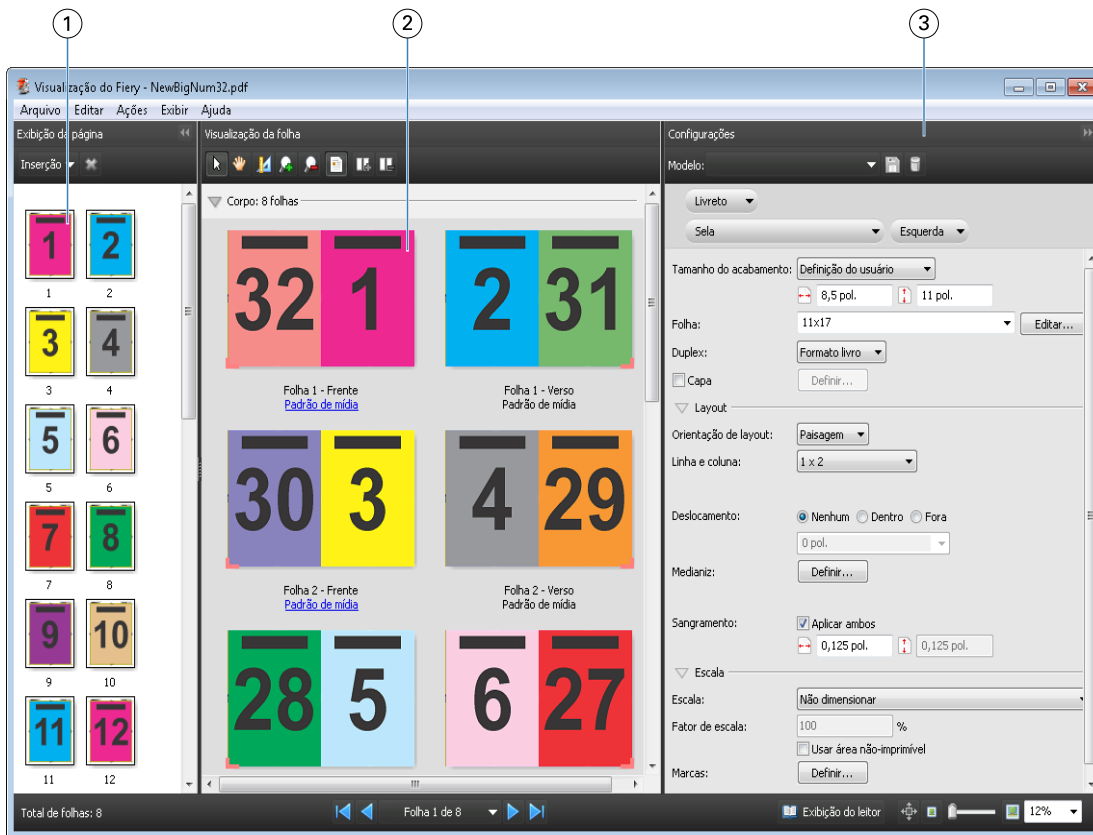 1 2 3
Visualização do Fiery - NewBigNum32.pdf
Arquivo Editar Ações Exibir Ajuda
Exibição da página
Inserção
1 2
1 2
3 4
3 4
5 6
5 6
7 8
7 8
9 10
9 10
11 12
11 12
Visualização da folha
Corpo: 8 folhas
32 1 2 31
Folha 1 - Frente Folha 1 - Verso
Padrão de mídia Padrão de mídia
30 3 4 29
Folha 2 - Frente Folha 2 - Verso
Padrão de mídia Padrão de mídia
28 5 6 27
Configurações
Modelo:
Livreto
Sela Esquerda
Tamanho do acabamento: Definição do usuário
8,5 pol. 11 pol.
Folha: 11x17 Editar...
Duplex: Formato livro
Capa Definir...
Layout
Orientação de layout: Paisagem
Linha e coluna: 1 x 2
Deslocamento: Nenhum Dentro Fora
0 pol.
Medianiz: Definir...
Sangramento: Aplicar ambos
0,125 pol. 0,125 pol.
Escala
Escala: Não dimensionar
Fator de escala: 100 %
Usar área não-imprimível
Marcas: Definir...
Total de folhas: 8 Folha 1 de 8 Exibição do leitor 12%